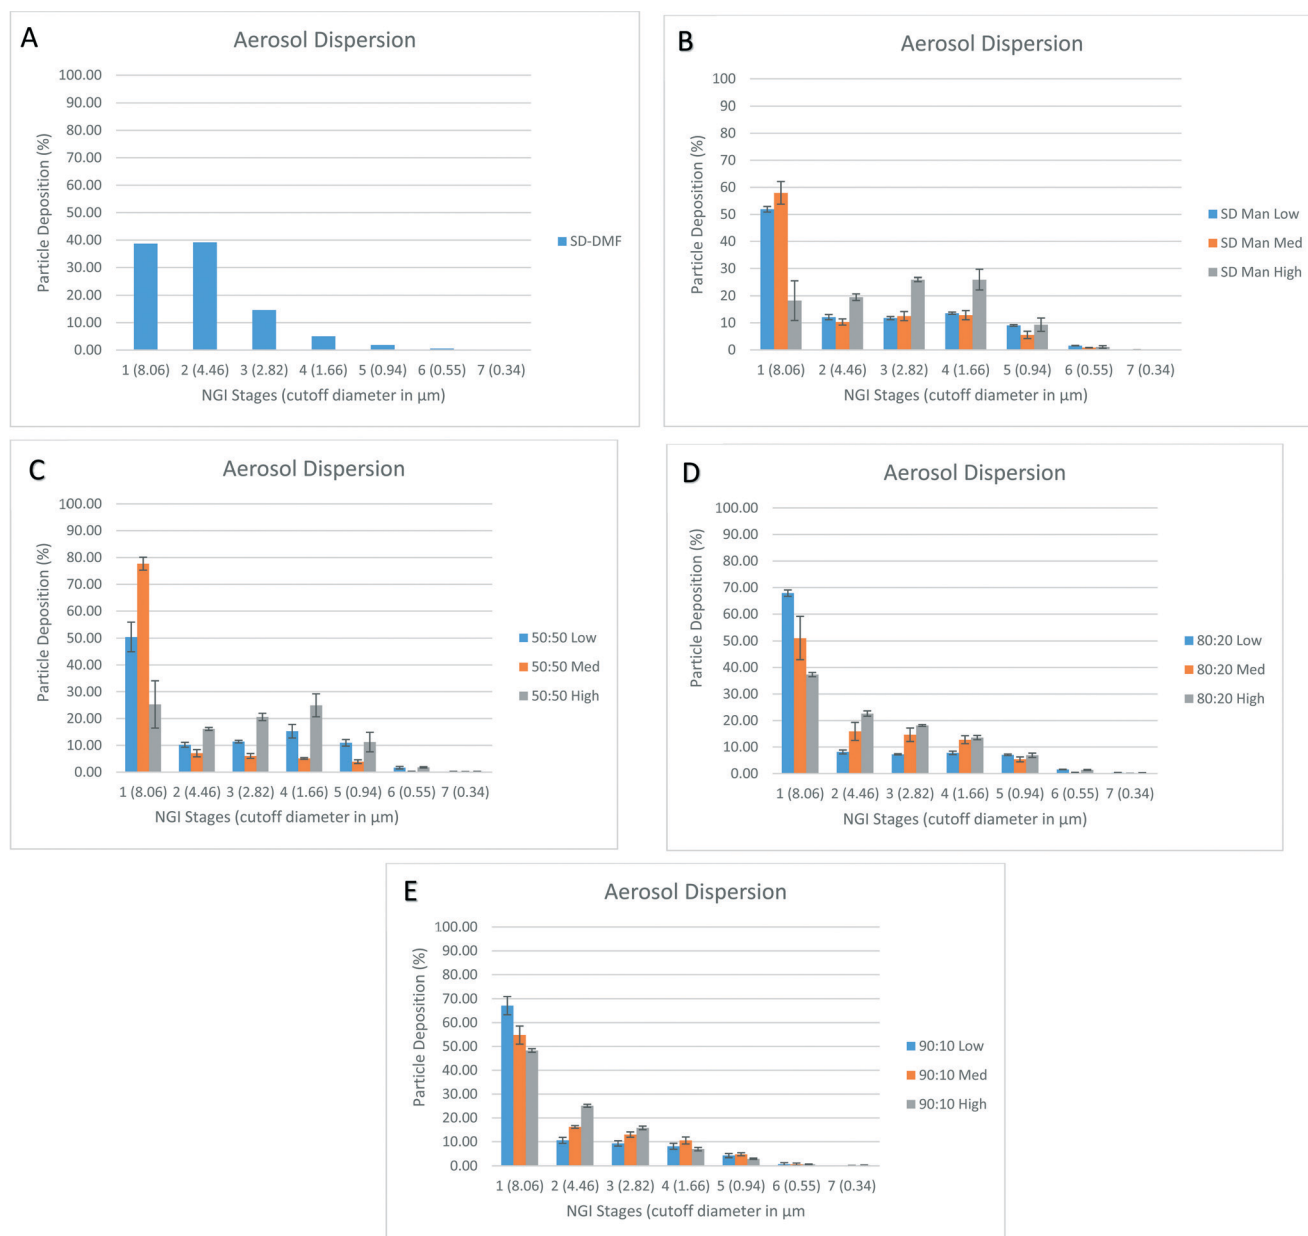 A
Aerosol Dispersion
Particle Deposition (%)
100.00
90.00
80.00
70.00
60.00
50.00
40.00
30.00
20.00
10.00
0.00
1 (8.06) 2 (4.46) 3 (2.82) 4 (1.66) 5 (0.94) 6 (0.55) 7 (0.34)
NGI Stages (cutoff diameter in µm)
SD-DMF
B
Aerosol Dispersion
Particle Deposition (%)
100
90
80
70
60
50
40
30
20
10
0
1 (8.06) 2 (4.46) 3 (2.82) 4 (1.66) 5 (0.94) 6 (0.55) 7 (0.34)
NGI Stages (cutoff diameter in µm)
SD Man Low
SD Man Med
SD Man High
C
Aerosol Dispersion
Particle Deposition (%)
100.00
90.00
80.00
70.00
60.00
50.00
40.00
30.00
20.00
10.00
0.00
1 (8.06) 2 (4.46) 3 (2.82) 4 (1.66) 5 (0.94) 6 (0.55) 7 (0.34)
NGI Stages (cutoff diameter in µm)
50:50 Low
50:50 Med
50:50 High
D
Aerosol Dispersion
Particle Deposition (%)
100.00
90.00
80.00
70.00
60.00
50.00
40.00
30.00
20.00
10.00
0.00
1 (8.06) 2 (4.46) 3 (2.82) 4 (1.66) 5 (0.94) 6 (0.55) 7 (0.34)
NGI Stages (cutoff diameter in µm)
80:20 Low
80:20 Med
80:20 High
E
Aerosol Dispersion
Particle Deposition (%)
100.00
90.00
80.00
70.00
60.00
50.00
40.00
30.00
20.00
10.00
0.00
1 (8.06) 2 (4.46) 3 (2.82) 4 (1.66) 5 (0.94) 6 (0.55) 7 (0.34)
NGI Stages (cutoff diameter in µm
90:10 Low
90:10 Med
90:10 High